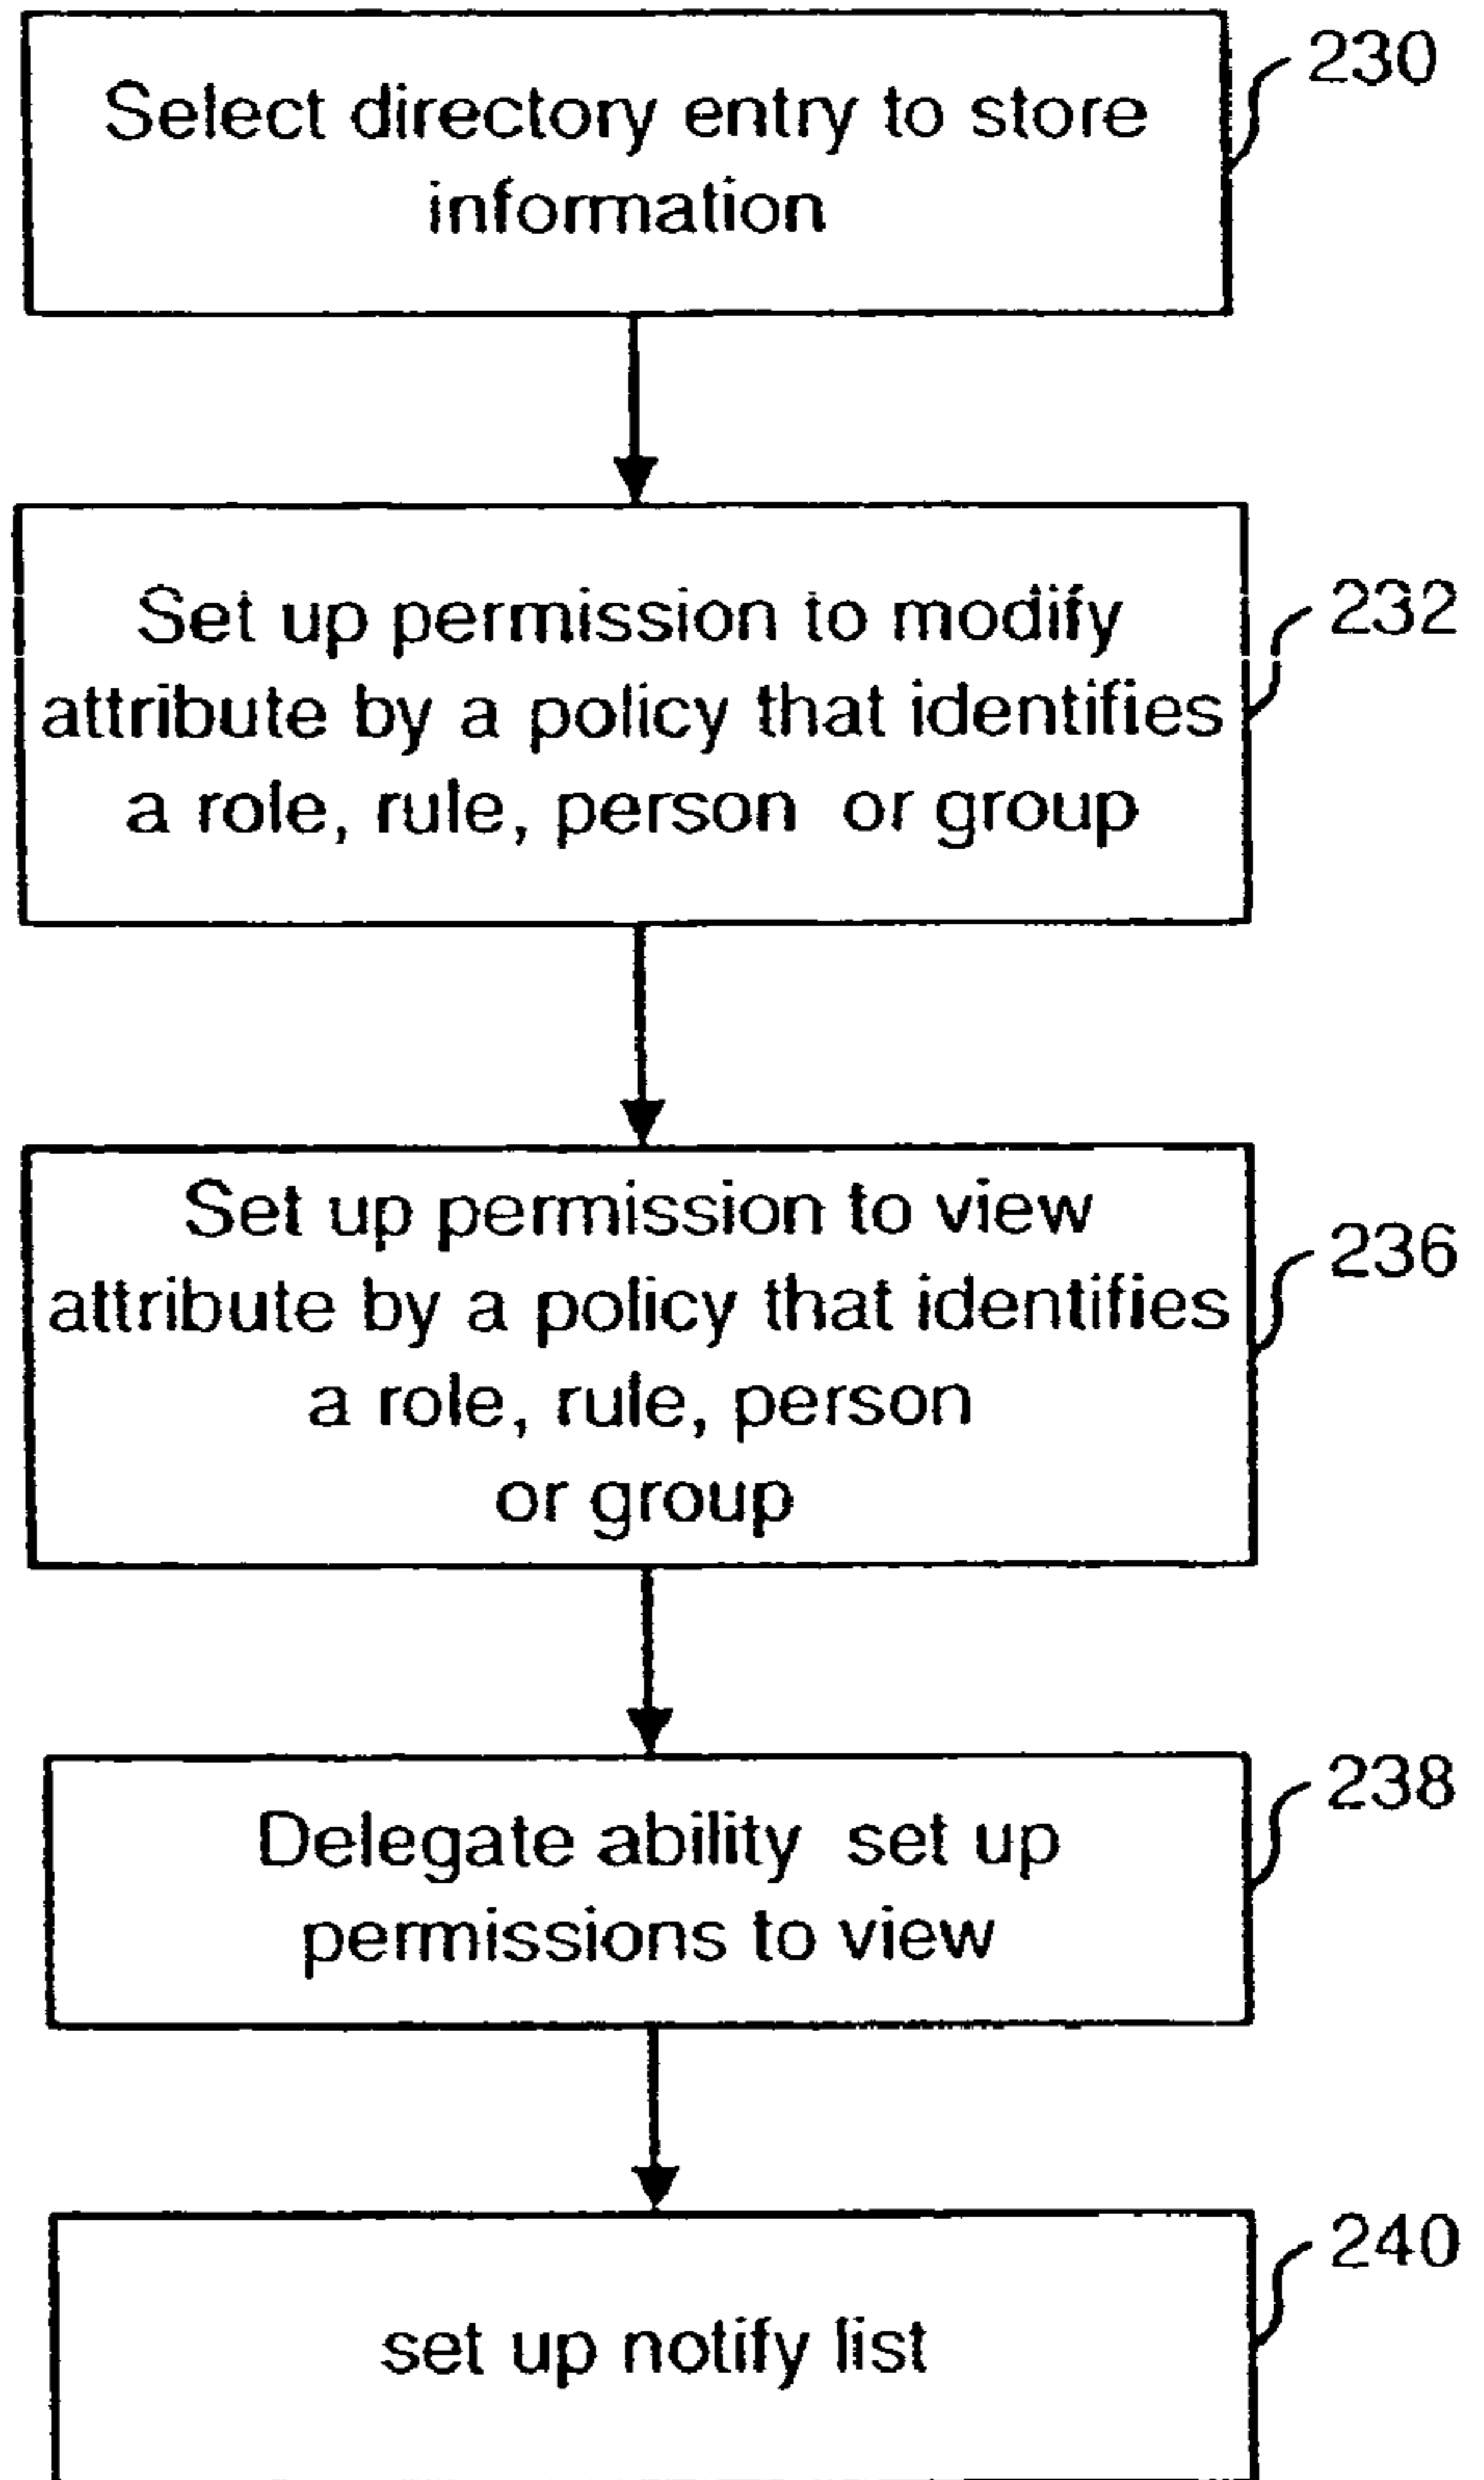 230
Select directory entry to store
information
232
Set up permission to modify
attribute by a policy that identifies
a role, rule, person or group
236
Set up permission to view
attribute by a policy that identifies
a role, rule, person
or group
238
Delegate ability set up
permissions to view
240
set up notify list